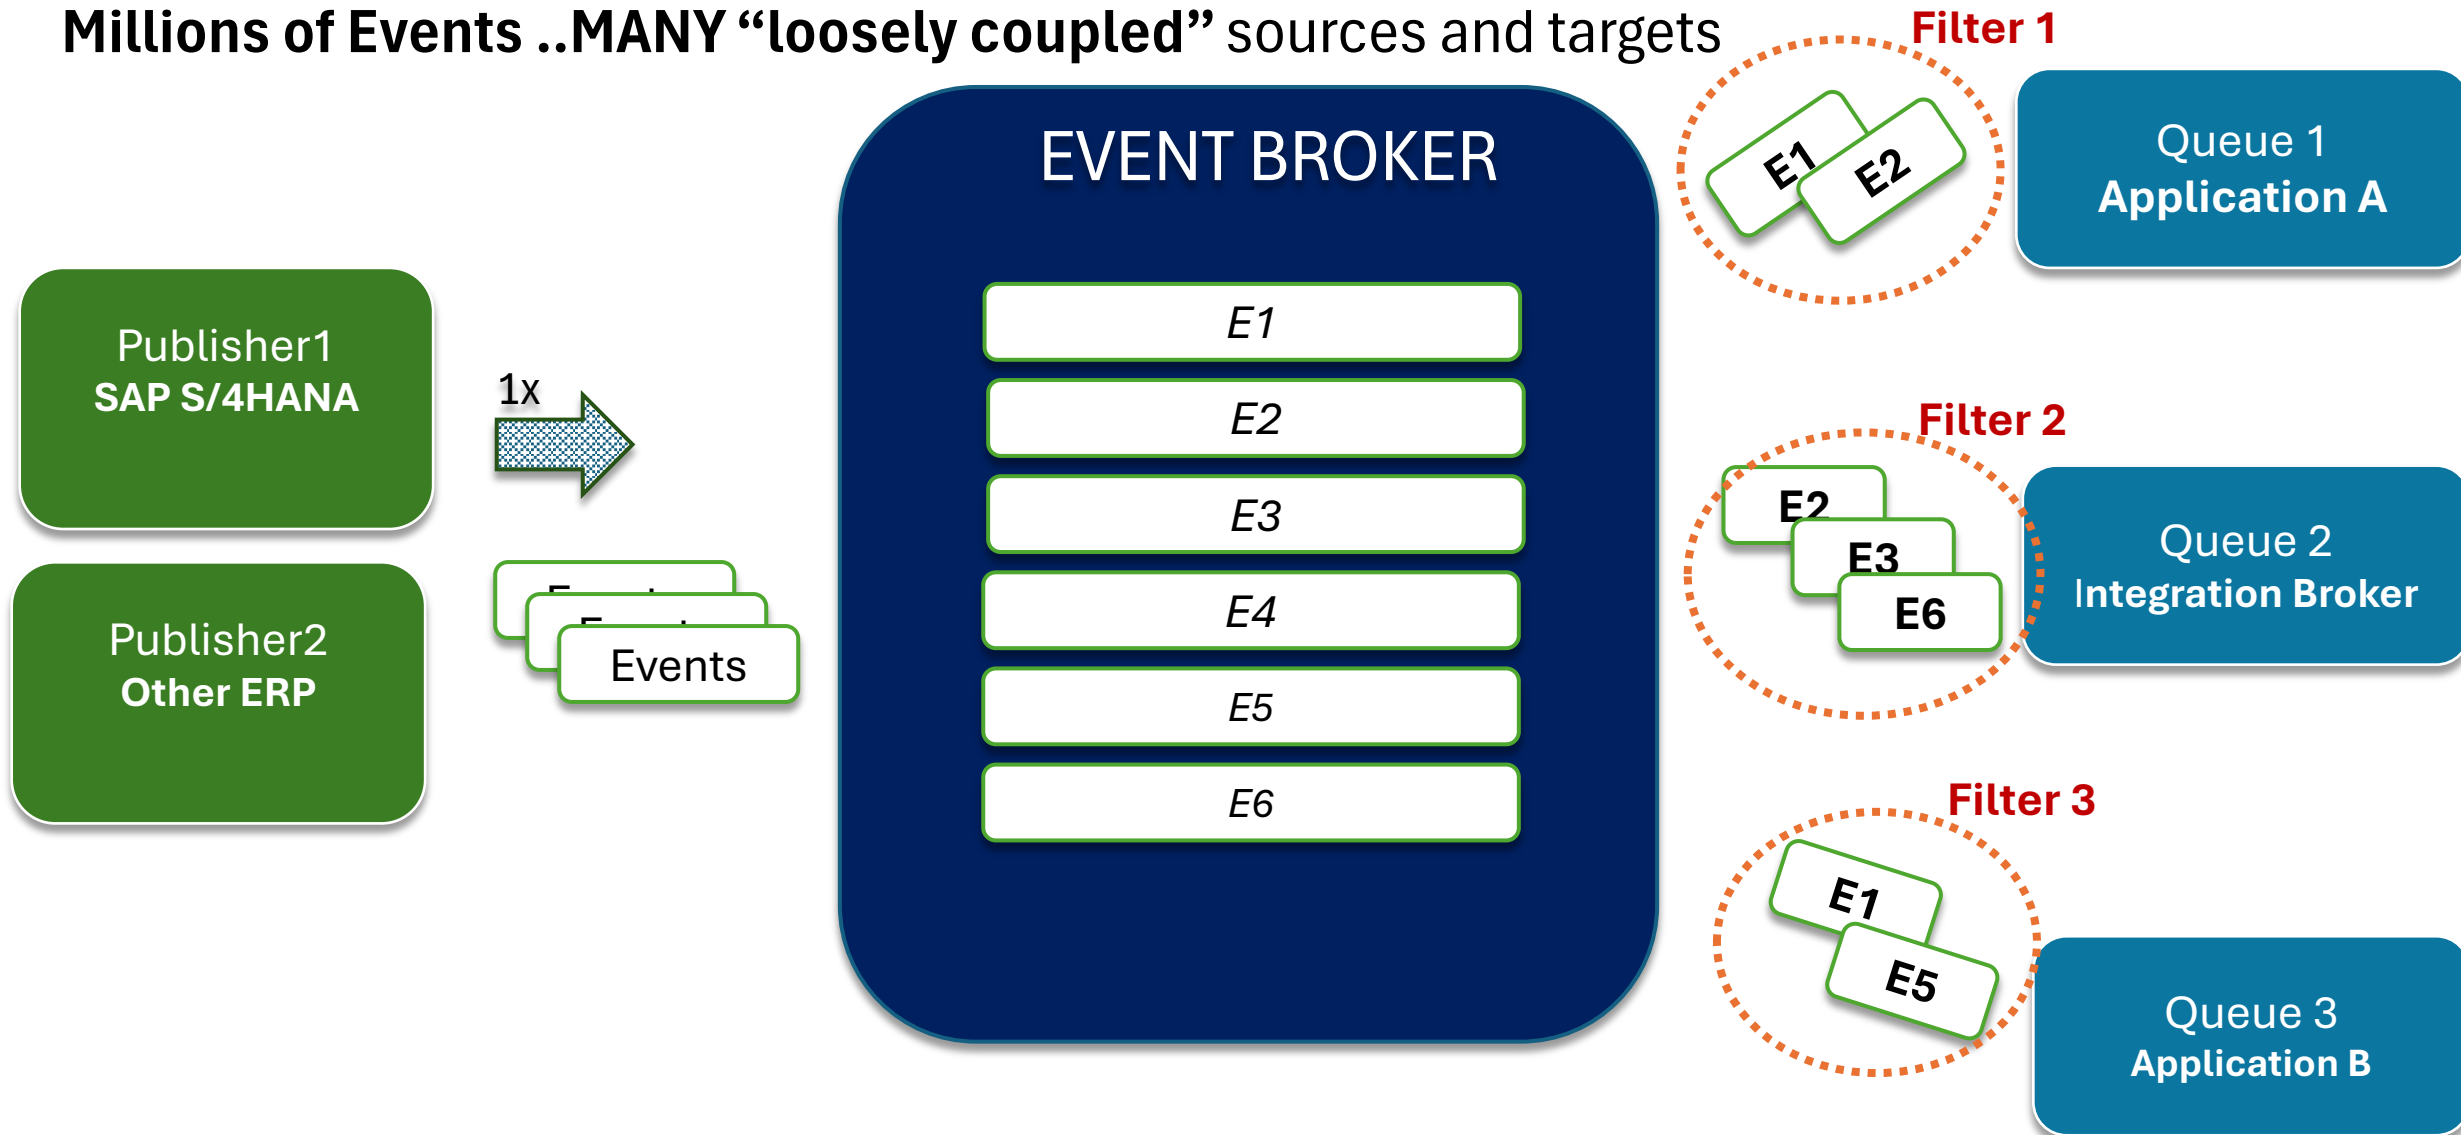 Millions of Events ..MANY “loosely coupled” sources and targets
Publisher1
SAP S/4HANA
Publisher2
Other ERP
1x
Events
EVENT BROKER
E1
E2
E3
E4
E5
E6
Filter 1
E1
E2
Queue 1
Application A
Filter 2
E2
E3
E6
Queue 2
Integration Broker
Filter 3
E1
E5
Queue 3
Application B